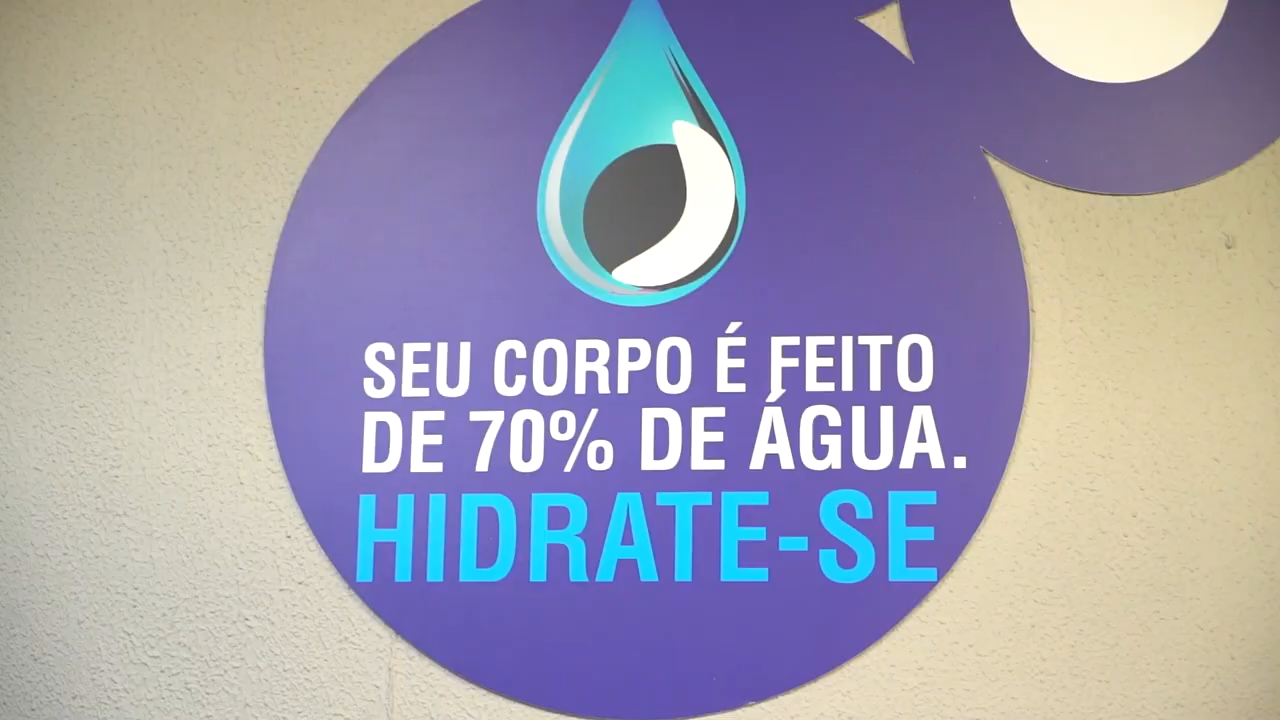 SEU CORPO É FEITO
DE 70% DE ÁGUA.
HIDRATE-SE